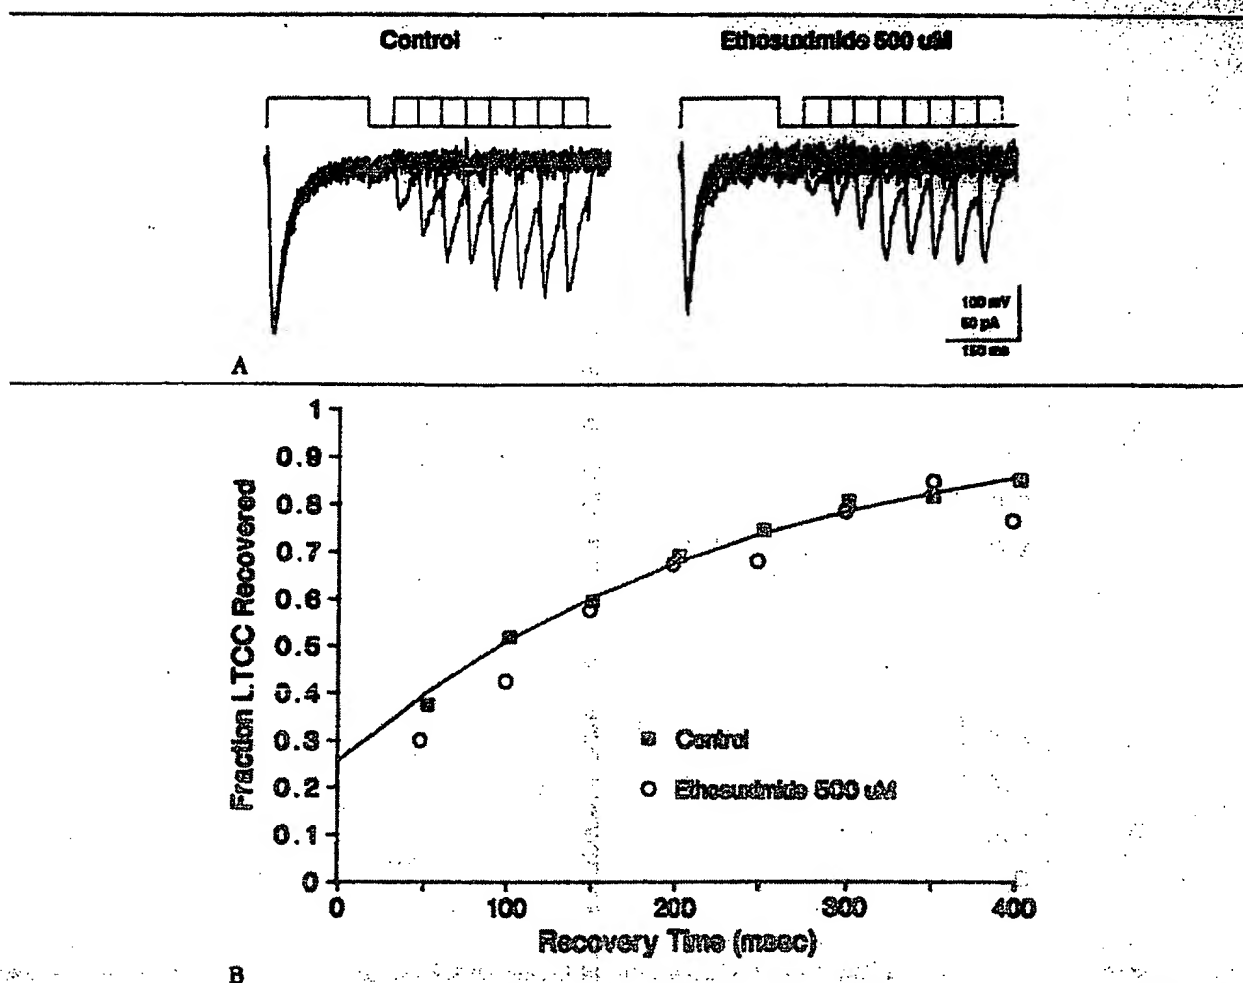 Control
Ethosuximide 500 uM
100 mV
50 pA
150 ms
A
1
0.9
0.8
0.7
0.6
0.5
0.4
0.3
0.2
0.1
0
Fraction LTCC Recovered
Control
Ethosuximide 500 uM
0 100 200 300 400
Recovery Time (msec)
B